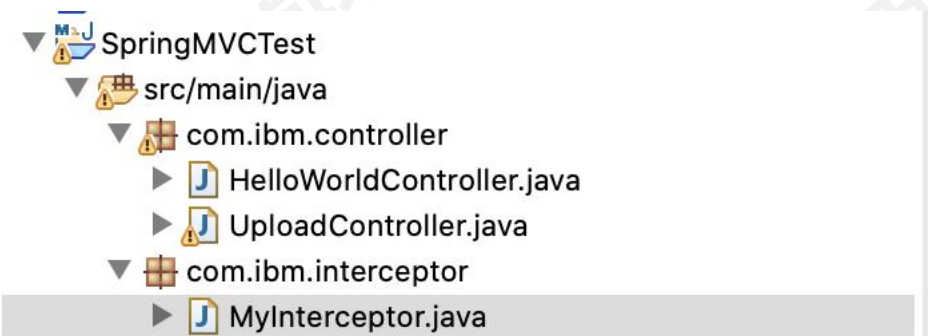 SpringMVCTest
src/main/java
com.ibm.controller
HelloWorldController.java
UploadController.java
com.ibm.interceptor
MyInterceptor.java